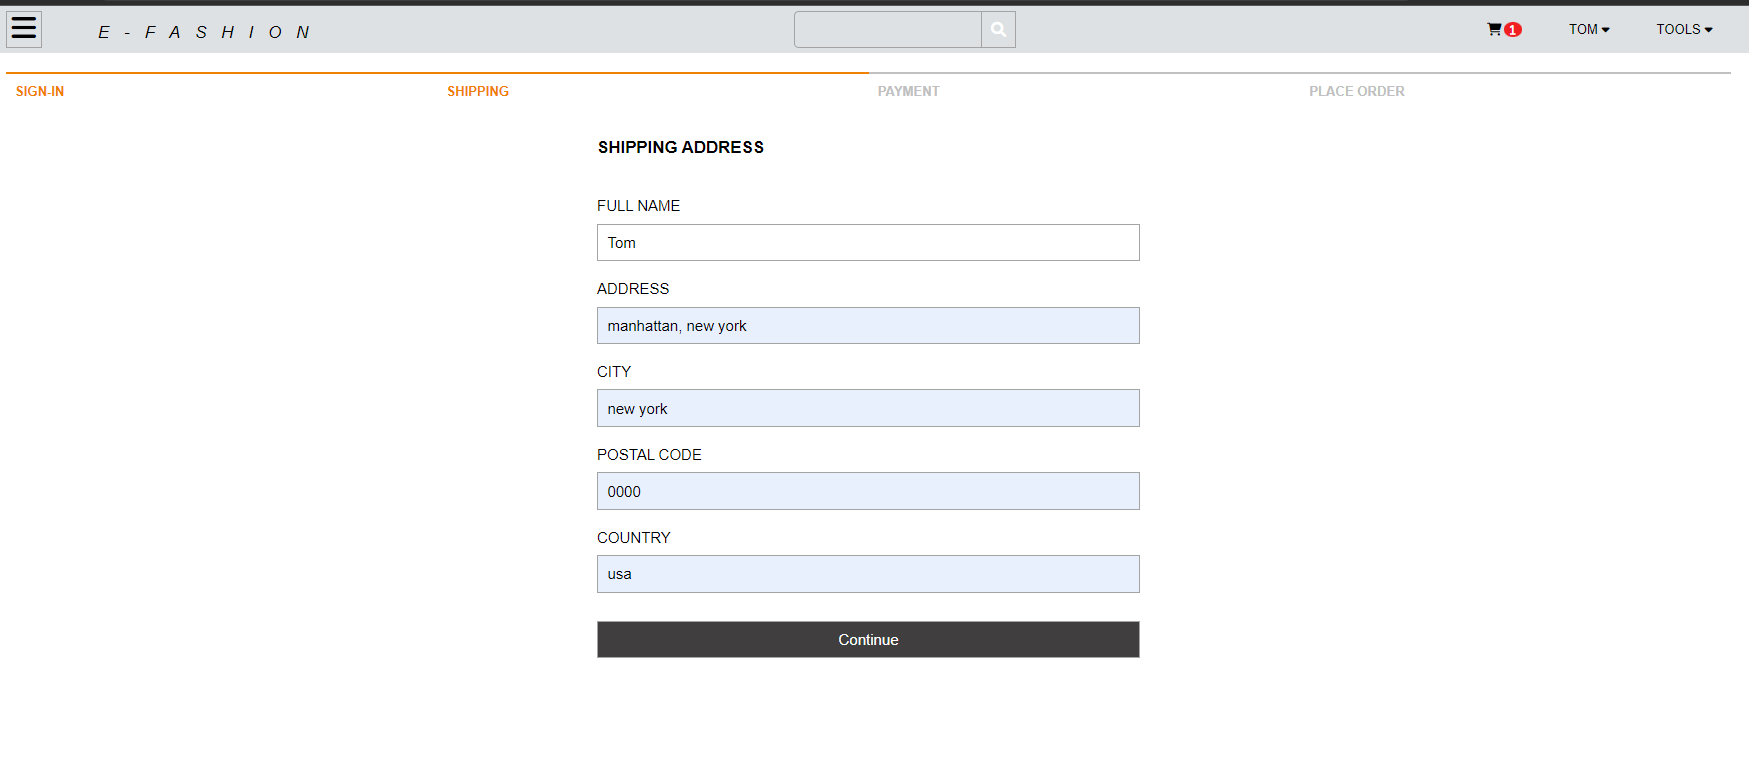 E-FASHION 1 TOM TOOLS
SIGN-IN SHIPPING PAYMENT PLACE ORDER
SHIPPING ADDRESS
FULL NAME
Tom
ADDRESS
manhattan, new york
CITY
new york
POSTAL CODE
0000
COUNTRY
usa
Continue